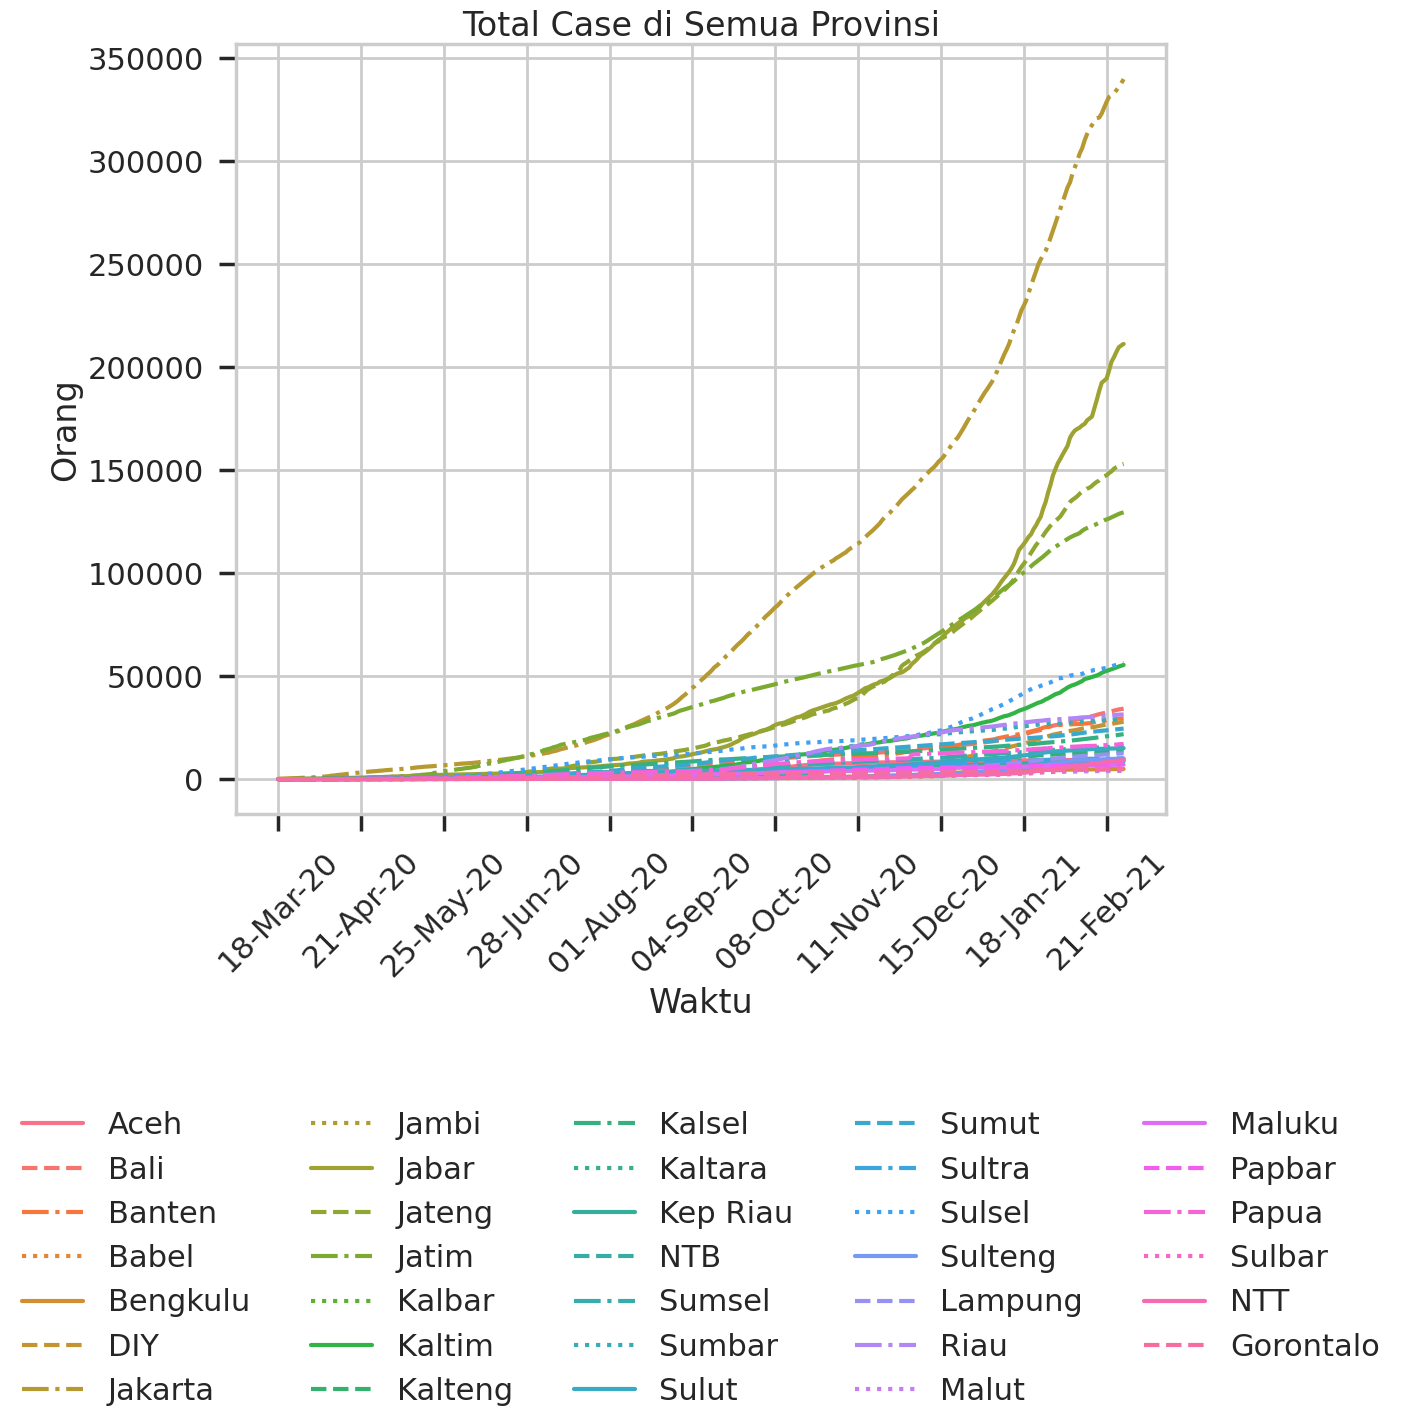 Total Case di Semua Provinsi
350000
300000
250000
200000
150000
100000
50000
0
Orang
18-Mar-20
21-Apr-20
25-May-20
28-Jun-20
01-Aug-20
04-Sep-20
08-Oct-20
11-Nov-20
15-Dec-20
18-Jan-21
21-Feb-21
Waktu
Aceh
Bali
Banten
Babel
Bengkulu
DIY
Jakarta
Jambi
Jabar
Jateng
Jatim
Kalbar
Kaltim
Kalteng
Kalsel
Kaltara
Kep Riau
NTB
Sumsel
Sumbar
Sulut
Sumut
Sultra
Sulsel
Sulteng
Lampung
Riau
Malut
Maluku
Papbar
Papua
Sulbar
NTT
Gorontalo